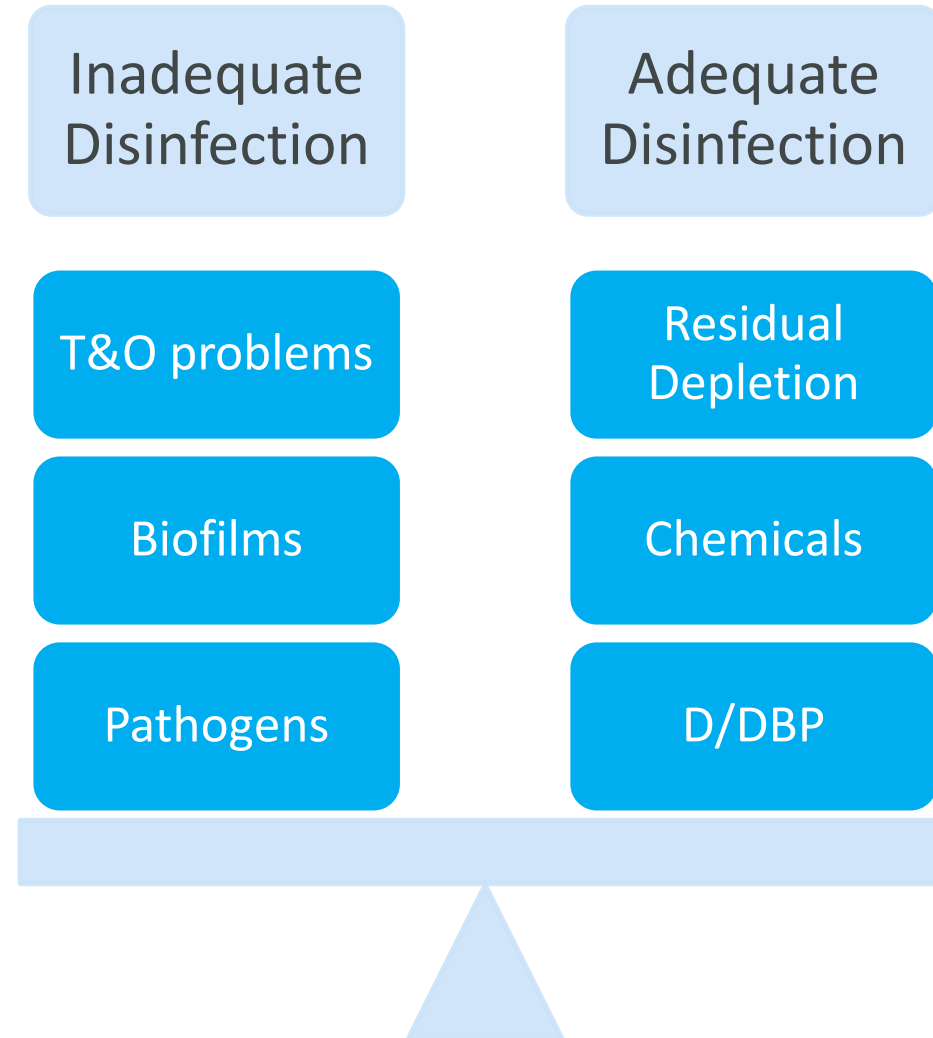 Inadequate
Disinfection
T&O problems
Biofilms
Pathogens
Adequate
Disinfection
Residual
Depletion
Chemicals
D/DBP